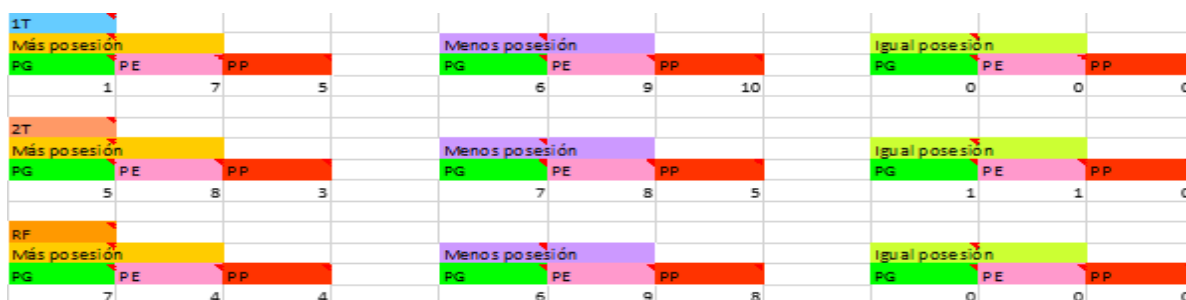 1T
Más posesión Menos posesión Igual posesión
PG PE PP PG PE PP PG PE PP
1 7 5 6 9 10 0 0 0
2T
Más posesión Menos posesión Igual posesión
PG PE PP PG PE PP PG PE PP
5 8 3 7 8 5 1 1 0
RF
Más posesión Menos posesión Igual posesión
PG PE PP PG PE PP PG PE PP
7 4 4 6 9 8 0 0 0